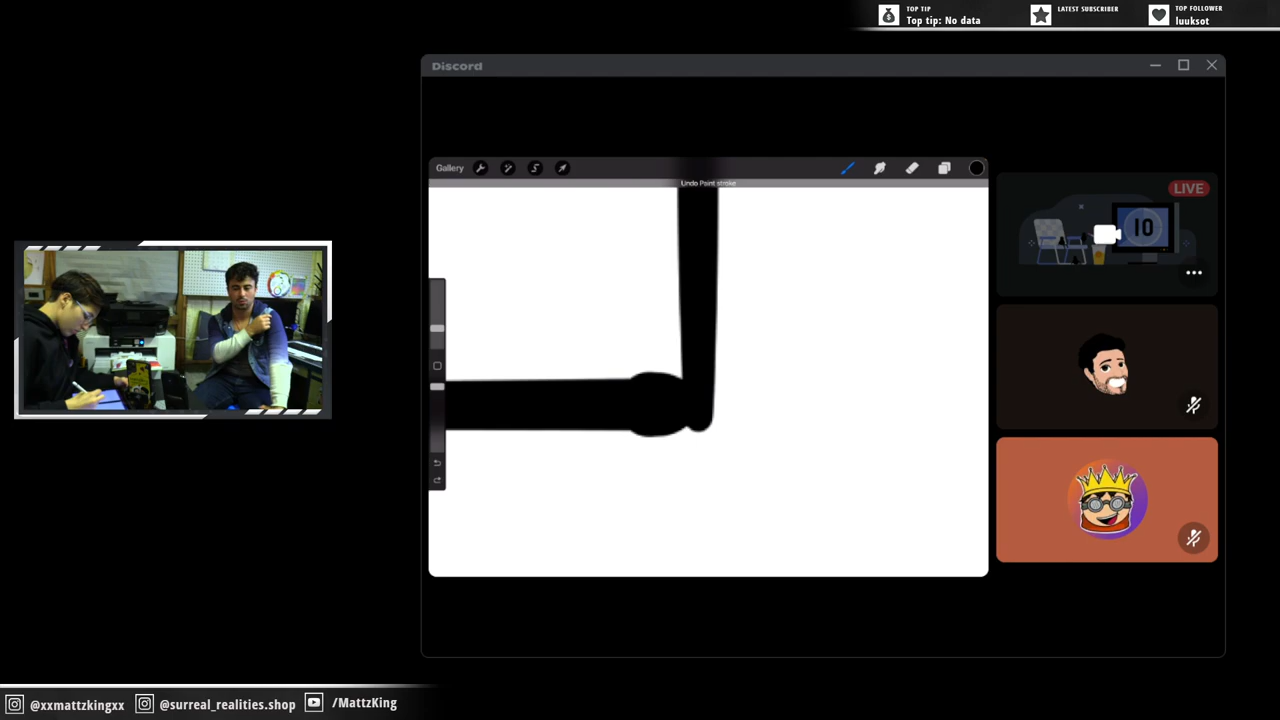 TOP TIP
Top tip: No data
LATEST SUBSCRIBER
TOP FOLLOWER
luuksot
Discord
Gallery
Undo Paint stroke
LIVE
10
@xxmattzkingxx
@surreal_realities.shop
/MattzKing